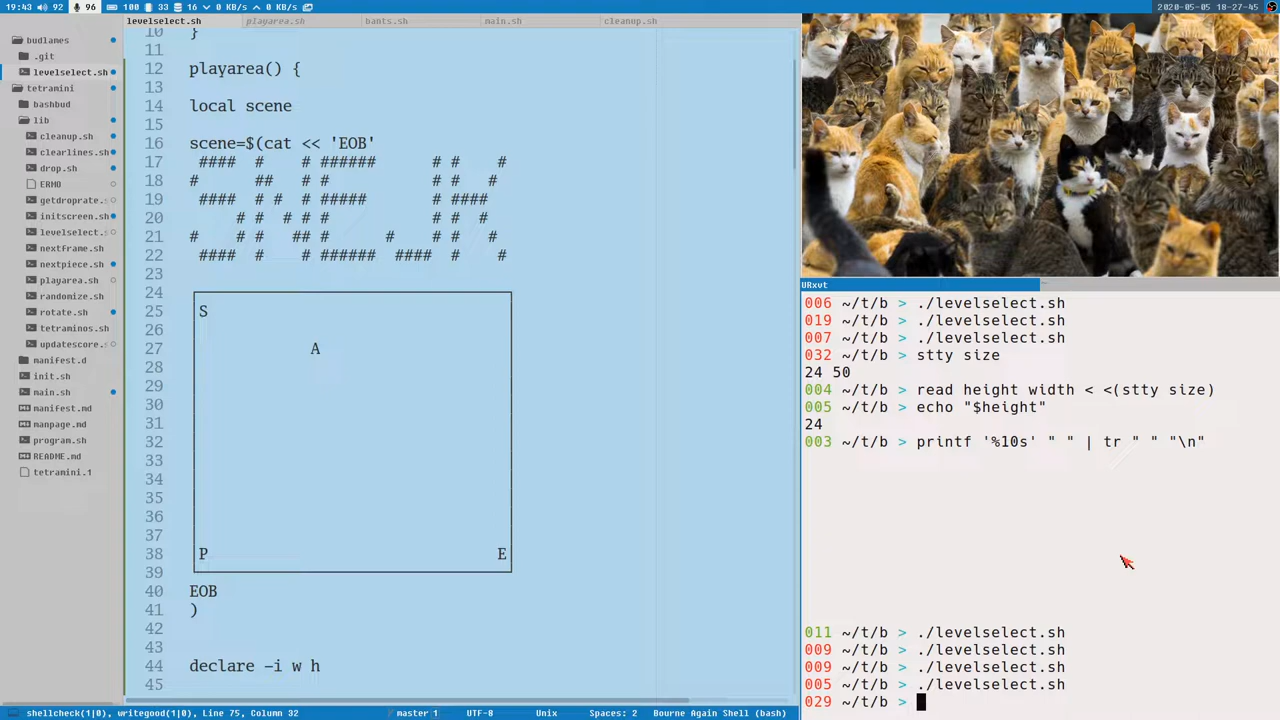 19:43 92 96 100 33 16 0 KB/s 0 KB/s 2020-05-05 18-27-45
levelselect.sh playarea.sh bants.sh main.sh cleanup.sh
budlames
.git
levelselect.sh
tetramini
bashbud
lib
cleanup.sh
clearlines.sh
drop.sh
ERMO
getdroprate.s
initscreen.sh
levelselect.s
nextframe.sh
nextpiece.sh
playarea.sh
randomize.sh
rotate.sh
tetraminos.sh
updatescore.s
manifest.d
init.sh
main.sh
manifest.md
manpage.md
program.sh
README.md
tetramini.1
10 }
11
12 playarea() {
13
14 local scene
15
16 scene=$(cat << 'EOB'
17  ####  #    # ######      # #    #
18 #      ##   # #           # #   #
19  ####  # #  # #####       # ####
20      # #  # # #           # #  #
21 #    # #   ## #      #    # #   #
22  ####  #    # ######  ####  #    #
23
24
25 S
26
27 A
28
29
30
31
32
33
34
35
36
37
38 P E
39
40 EOB
41 )
42
43
44 declare -i w h
45
URxvt
006 ~/t/b > ./levelselect.sh
019 ~/t/b > ./levelselect.sh
007 ~/t/b > ./levelselect.sh
032 ~/t/b > stty size
24 50
004 ~/t/b > read height width < <(stty size)
005 ~/t/b > echo "$height"
24
003 ~/t/b > printf '%10s' " " | tr " " "\n"
011 ~/t/b > ./levelselect.sh
009 ~/t/b > ./levelselect.sh
009 ~/t/b > ./levelselect.sh
005 ~/t/b > ./levelselect.sh
029 ~/t/b >
shellcheck(1|0), writegood(1|0), Line 75, Column 32 master 1 UTF-8 Unix Spaces: 2 Bourne Again Shell (bash)